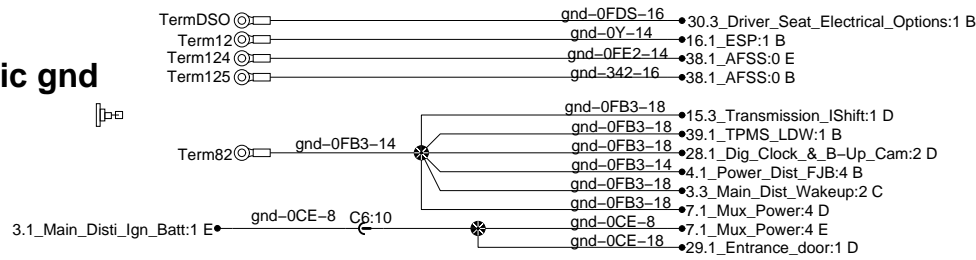 TermDSO gnd-0FDS-16 30.3_Driver_Seat_Electrical_Options:1 B
Term12 gnd-0Y-14 16.1_ESP:1 B
Term124 gnd-0FE2-14 38.1_AFSS:0 E
Term125 gnd-342-16 38.1_AFSS:0 B
ic gnd
gnd-0FB3-18 15.3_Transmission_IShift:1 D
gnd-0FB3-18 39.1_TPMS_LDW:1 B
Term82 gnd-0FB3-14 gnd-0FB3-18 28.1_Dig_Clock_&_B-Up_Cam:2 D
gnd-0FB3-14 4.1_Power_Dist_FJB:4 B
gnd-0FB3-18 3.3_Main_Dist_Wakeup:2 C
gnd-0FB3-18 7.1_Mux_Power:4 D
3.1_Main_Disti_Ign_Batt:1 E gnd-0CE-8 C6:10 gnd-0CE-8 7.1_Mux_Power:4 E
gnd-0CE-18 29.1_Entrance_door:1 D